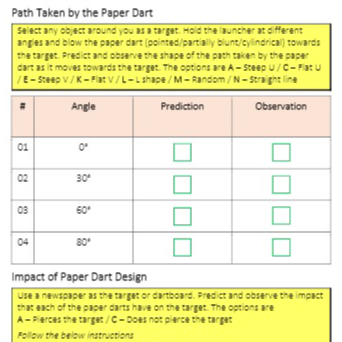 Path Taken by the Paper Dart
Select any object around you as a target. Hold the launcher at different
angles and blow the paper dart (pointed/partially blunt/cylindrical) towards
the target. Predict and observe the shape of the path taken by the paper
dart as it moves towards the target. The options are A – Steep U / C – Flat U
/ E – Steep V / K – Flat V / L – L shape / M – Random / N – Straight line
# Angle Prediction Observation
01 0°
02 30°
03 60°
04 80°
Impact of Paper Dart Design
Use a newspaper as the target or dartboard. Predict and observe the impact
that each of the paper darts have on the target. The options are
A – Pierces the target / C – Does not pierce the target
Follow the below instructions